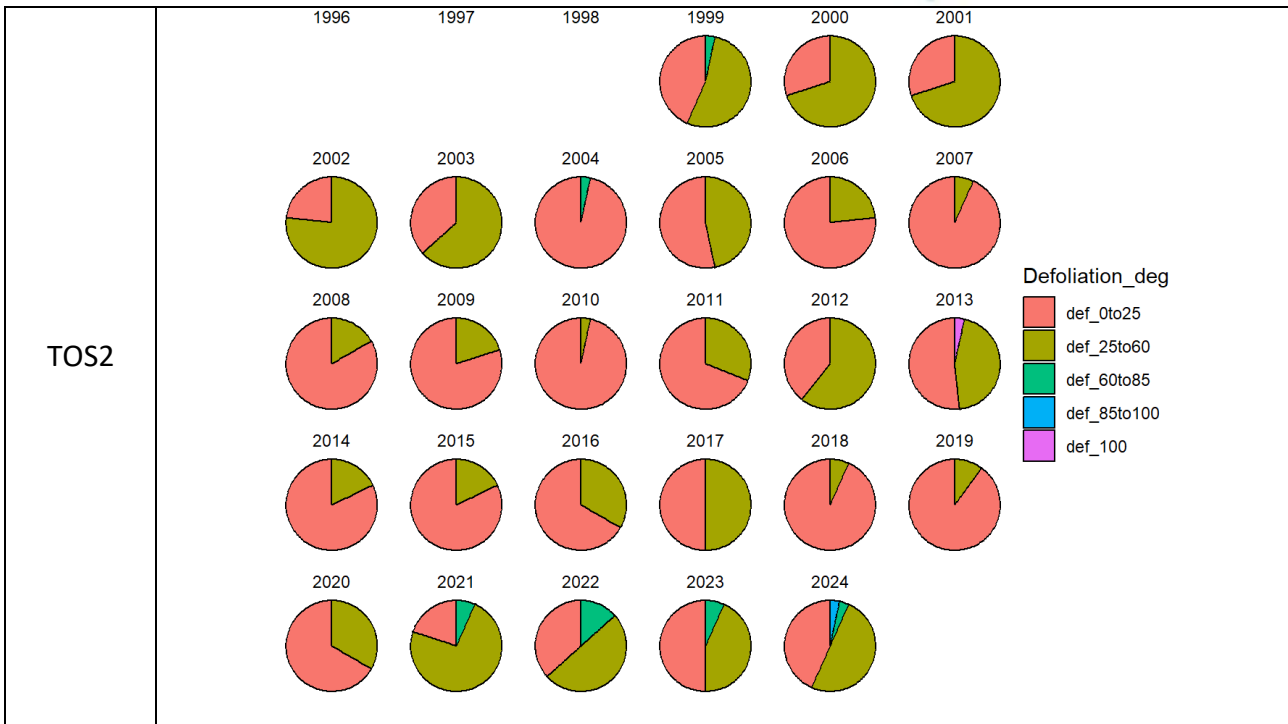 1996 1997 1998 1999 2000 2001
2002 2003 2004 2005 2006 2007
2008 2009 2010 2011 2012 2013
2014 2015 2016 2017 2018 2019
2020 2021 2022 2023 2024
TOS2
Defoliation_deg
def_0to25
def_25to60
def_60to85
def_85to100
def_100